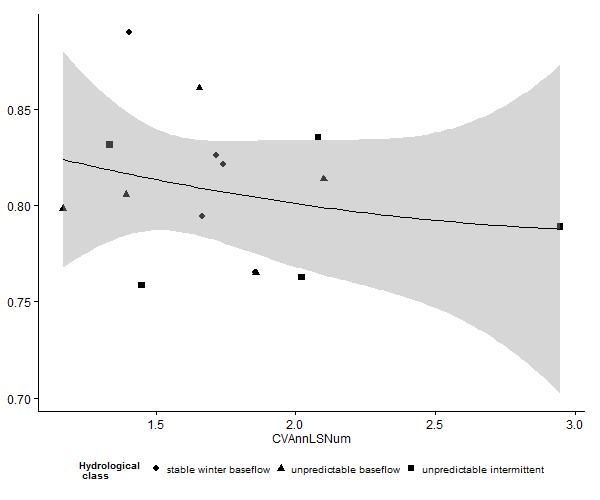 0.85
0.80
0.75
0.70
1.5 2.0 2.5 3.0
CVAnnLSNum
Hydrological
class
stable winter baseflow unpredictable baseflow unpredictable intermittent